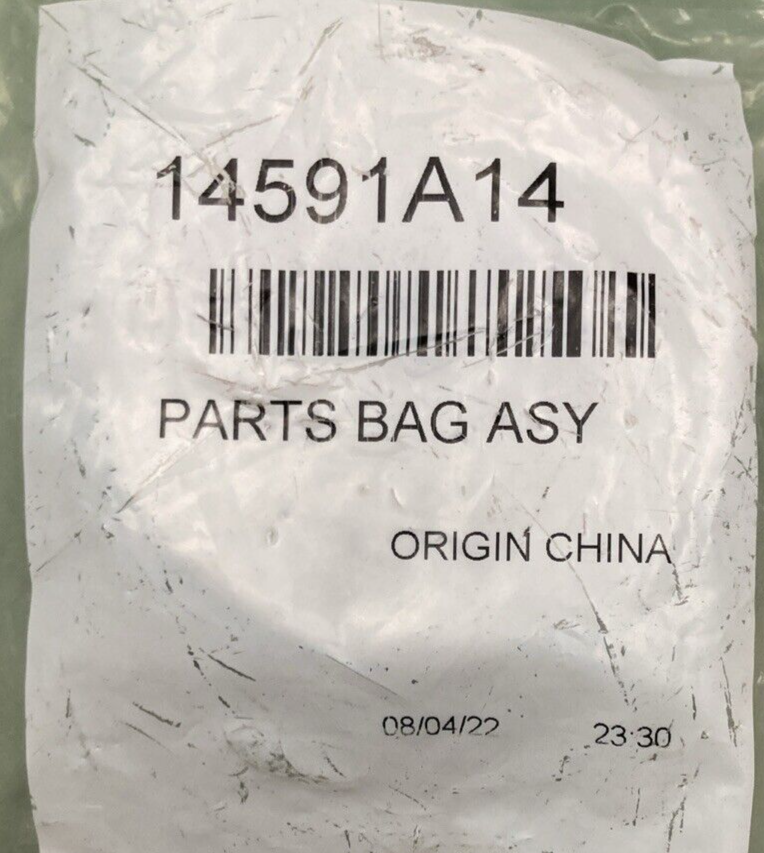 14591A14
PARTS BAG ASY
ORIGIN CHINA
08/04/22 23:30